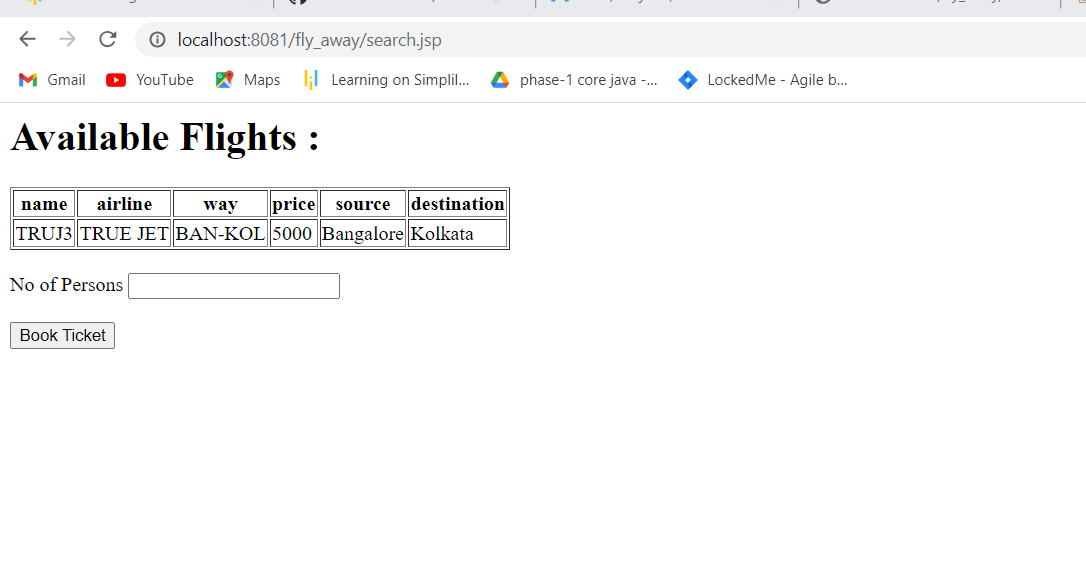 localhost:8081/fly_away/search.jsp
Gmail YouTube Maps Learning on Simplil... phase-1 core java -... LockedMe - Agile b...
Available Flights :
name airline way price source destination
TRUJ3 TRUE JET BAN-KOL 5000 Bangalore Kolkata
No of Persons
Book Ticket